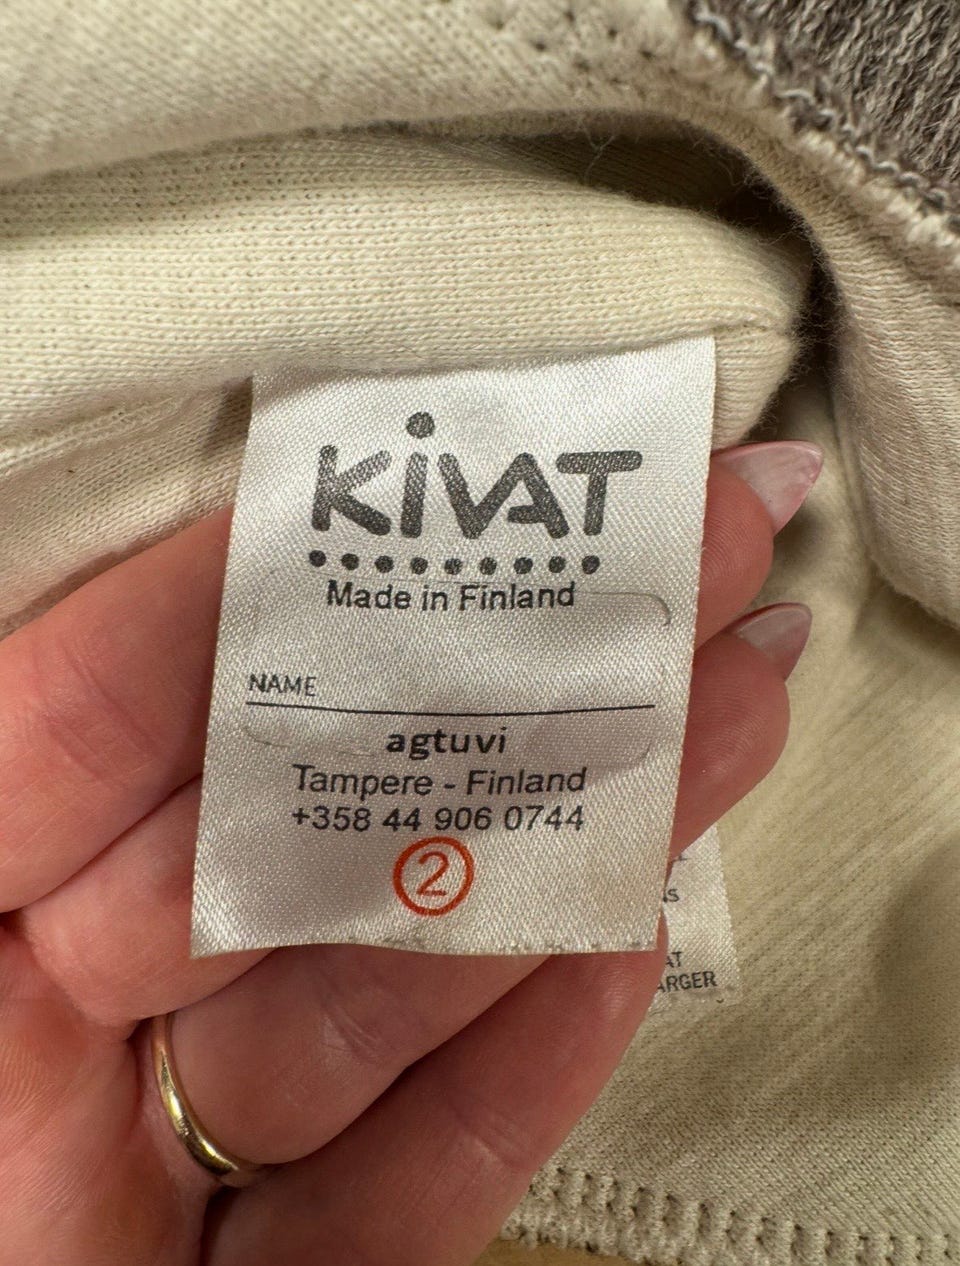 KiVAT
Made in Finland
NAME
agtuvi
Tampere - Finland
+358 44 906 0744
2